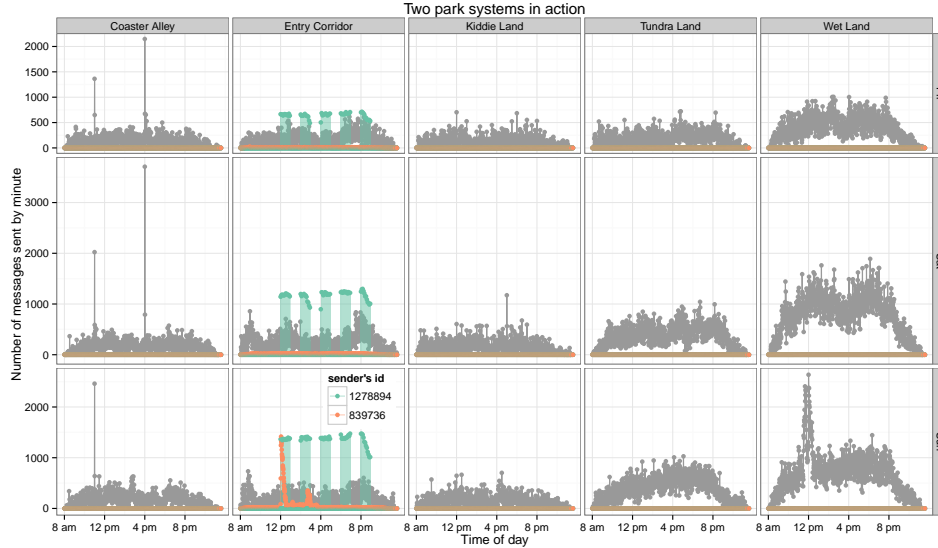 Two park systems in action
Coaster Alley Entry Corridor Kiddie Land Tundra Land Wet Land
Number of messages sent by minute
2000
1500
1000
500
0
3000
2000
1000
0
sender's id
1278894
839736
2000
1000
0
8 am 12 pm 4 pm 8 pm 8 am 12 pm 4 pm 8 pm 8 am 12 pm 4 pm 8 pm 8 am 12 pm 4 pm 8 pm 8 am 12 pm 4 pm 8 pm
Time of day